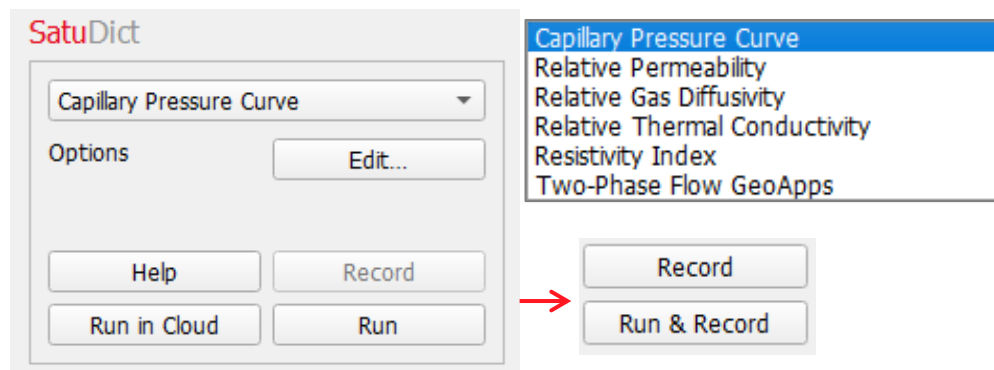 SatuDict
Capillary Pressure Curve
Options
Edit...
Help
Record
Run in Cloud
Run
Capillary Pressure Curve
Relative Permeability
Relative Gas Diffusivity
Relative Thermal Conductivity
Resistivity Index
Two-Phase Flow GeoApps
Record
Run & Record